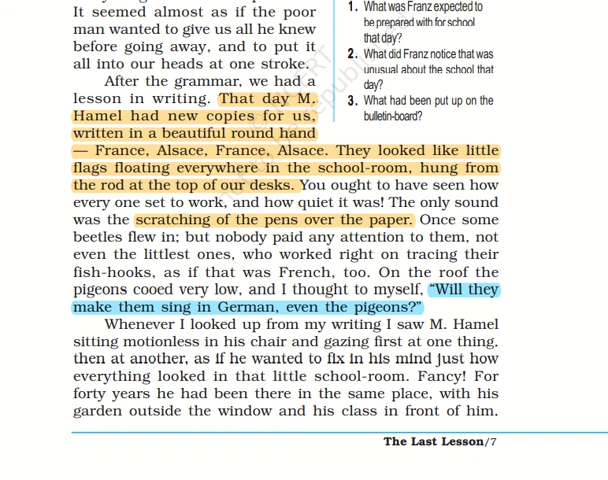 It seemed almost as if the poor
man wanted to give us all he knew
before going away, and to put it
all into our heads at one stroke.
After the grammar, we had a
lesson in writing. That day M.
Hamel had new copies for us,
written in a beautiful round hand
— France, Alsace, France, Alsace. They looked like little
flags floating everywhere in the school-room, hung from
the rod at the top of our desks. You ought to have seen how
every one set to work, and how quiet it was! The only sound
was the scratching of the pens over the paper. Once some
beetles flew in; but nobody paid any attention to them, not
even the littlest ones, who worked right on tracing their
fish-hooks, as if that was French, too. On the roof the
pigeons cooed very low, and I thought to myself, “Will they
make them sing in German, even the pigeons?”
Whenever I looked up from my writing I saw M. Hamel
sitting motionless in his chair and gazing first at one thing.
then at another, as if he wanted to fix in his mind just how
everything looked in that little school-room. Fancy! For
forty years he had been there in the same place, with his
garden outside the window and his class in front of him.
1. What was Franz expected to
be prepared with for school
that day?
2. What did Franz notice that was
unusual about the school that
day?
3. What had been put up on the
bulletin-board?
The Last Lesson/7